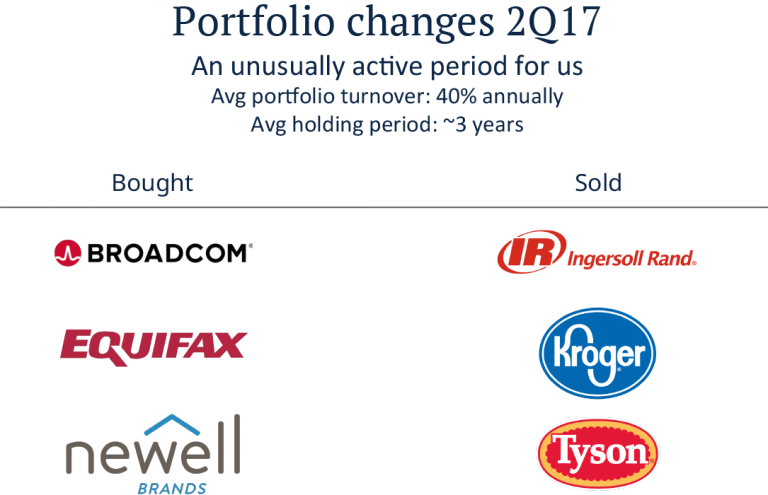 Portfolio changes 2Q17
An unusually active period for us
Avg portfolio turnover: 40% annually
Avg holding period: ~3 years
Bought
Sold
BROADCOM®
IR Ingersoll Rand®
EQUIFAX
Kroger®
newell
BRANDS
Tyson®